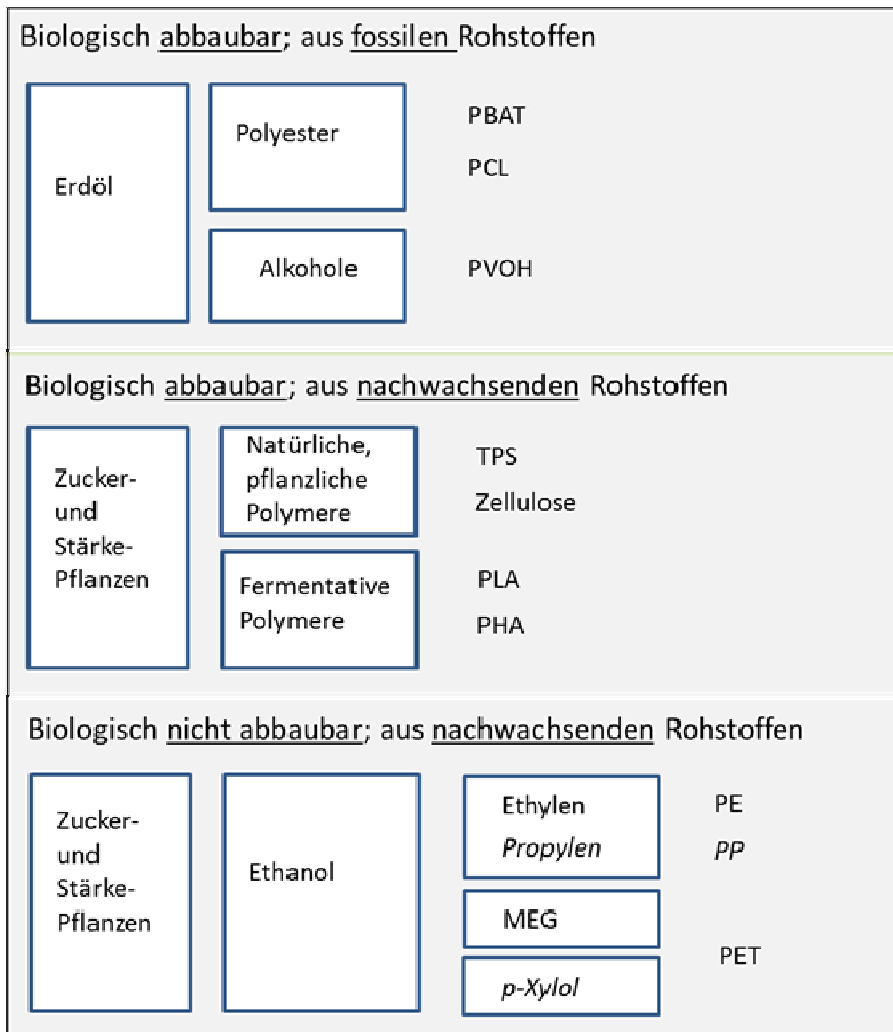 Biologisch abbaubar; aus fossilen Rohstoffen
Erdöl
Polyester
PBAT
PCL
Alkohole
PVOH
Biologisch abbaubar; aus nachwachsenden Rohstoffen
Zucker-
und
Stärke-
Pflanzen
Natürliche,
pflanzliche
Polymere
TPS
Zellulose
Fermentative
Polymere
PLA
PHA
Biologisch nicht abbaubar; aus nachwachsenden Rohstoffen
Zucker-
und
Stärke-
Pflanzen
Ethanol
Ethylen
Propylen
PE
PP
MEG
p-Xylol
PET